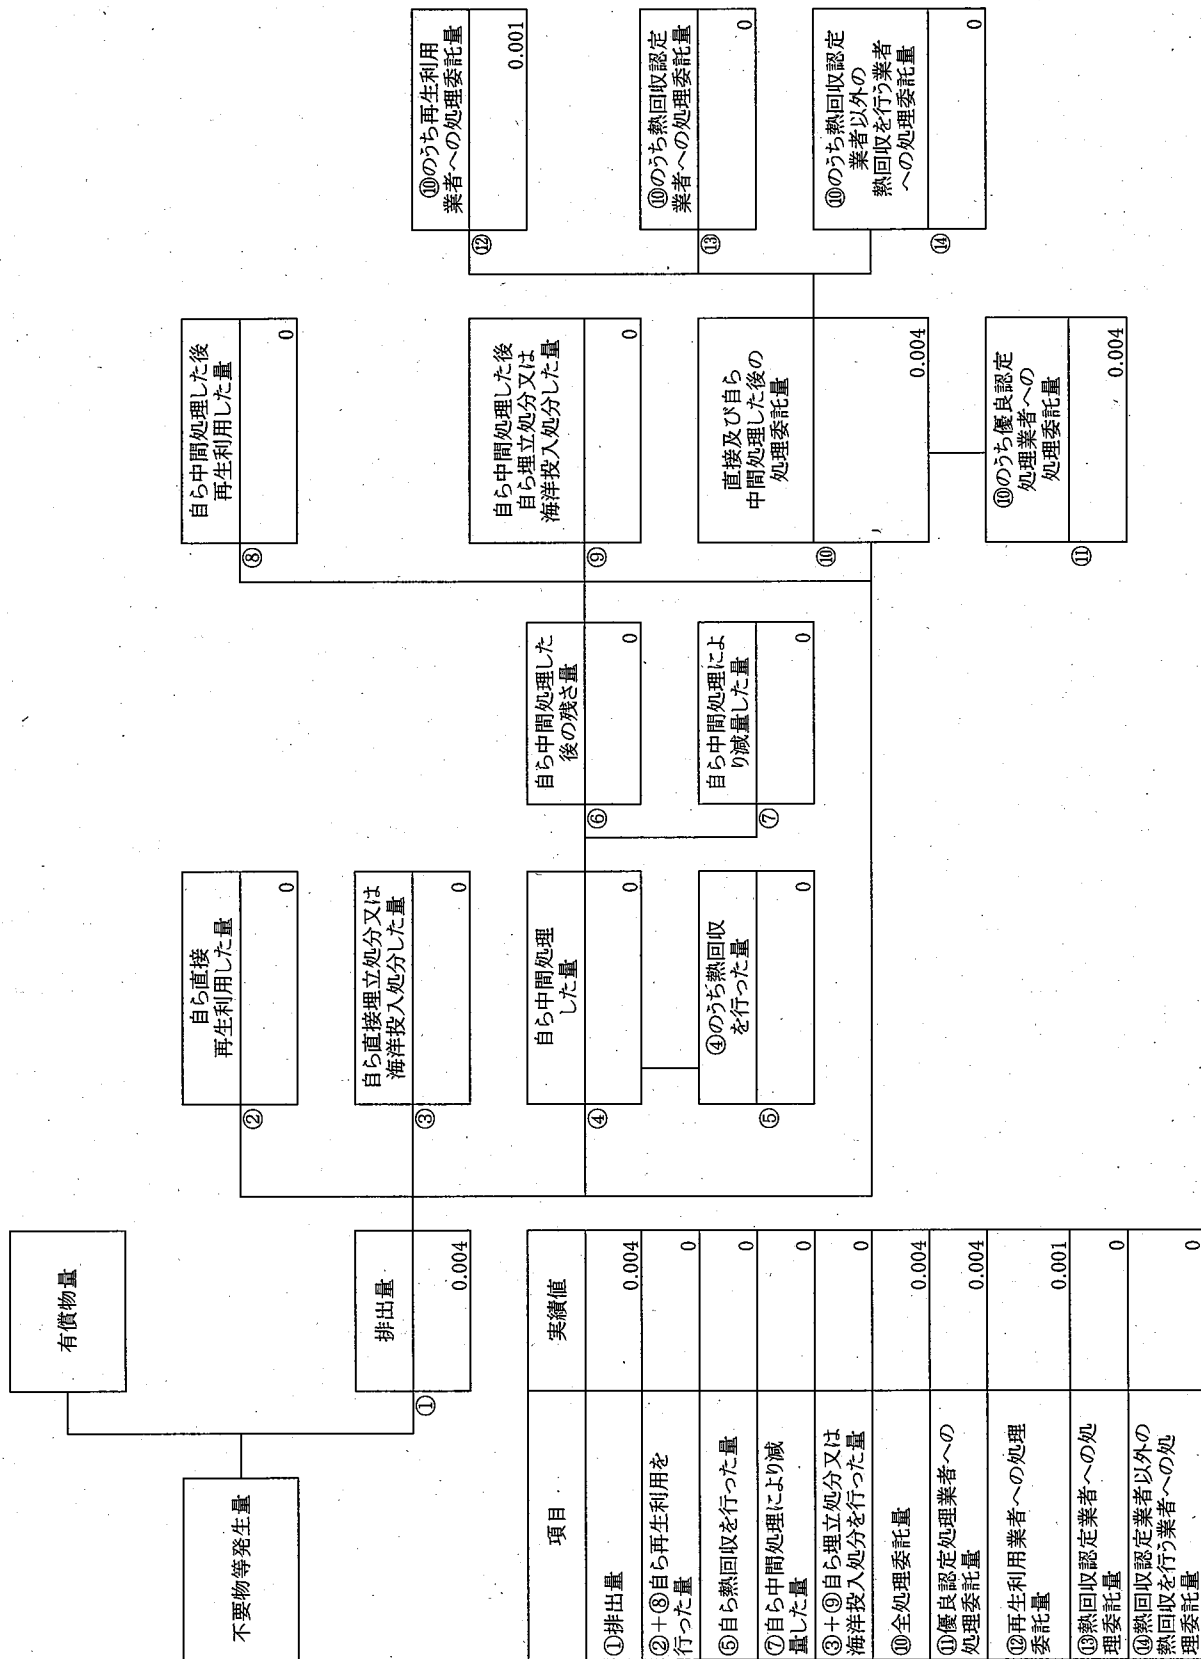 不要物等発生量
有償物量
排出量
①
0.004
自ら直接
再生利用した量
②
0
自ら直接埋立処分又は
海洋投入処分した量
③
0
自ら中間処理
した量
④
0
④のうち熱回収
を行った量
⑤
0
自ら中間処理した
後の残さ量
⑥
0
自ら中間処理によ
り減量した量
⑦
0
自ら中間処理した後
再生利用した量
⑧
0
自ら中間処理した後
自ら埋立処分又は
海洋投入処分した量
⑨
0
直接及び自ら
中間処理した後の
処理委託量
⑩
0.004
⑩のうち優良認定
処理業者への
処理委託量
⑪
0.004
⑩のうち再生利用
業者への処理委託量
⑫
0.001
⑩のうち熱回収認定
業者への処理委託量
⑬
0
⑩のうち熱回収認定
業者以外の
熱回収を行う業者
への処理委託量
⑭
0
項目 実績値
①排出量 0.004
②+⑧自ら再生利用を
行った量 0
⑤自ら熱回収を行った量 0
⑦自ら中間処理により減
量した量 0
③+⑨自ら埋立処分又は
海洋投入処分を行った量 0
⑩全処理委託量 0.004
⑪優良認定処理業者への
処理委託量 0.004
⑫再生利用業者への処理
委託量 0.001
⑬熱回収認定業者への処
理委託量 0
⑭熱回収認定業者以外の
熱回収を行う業者への処
理委託量 0